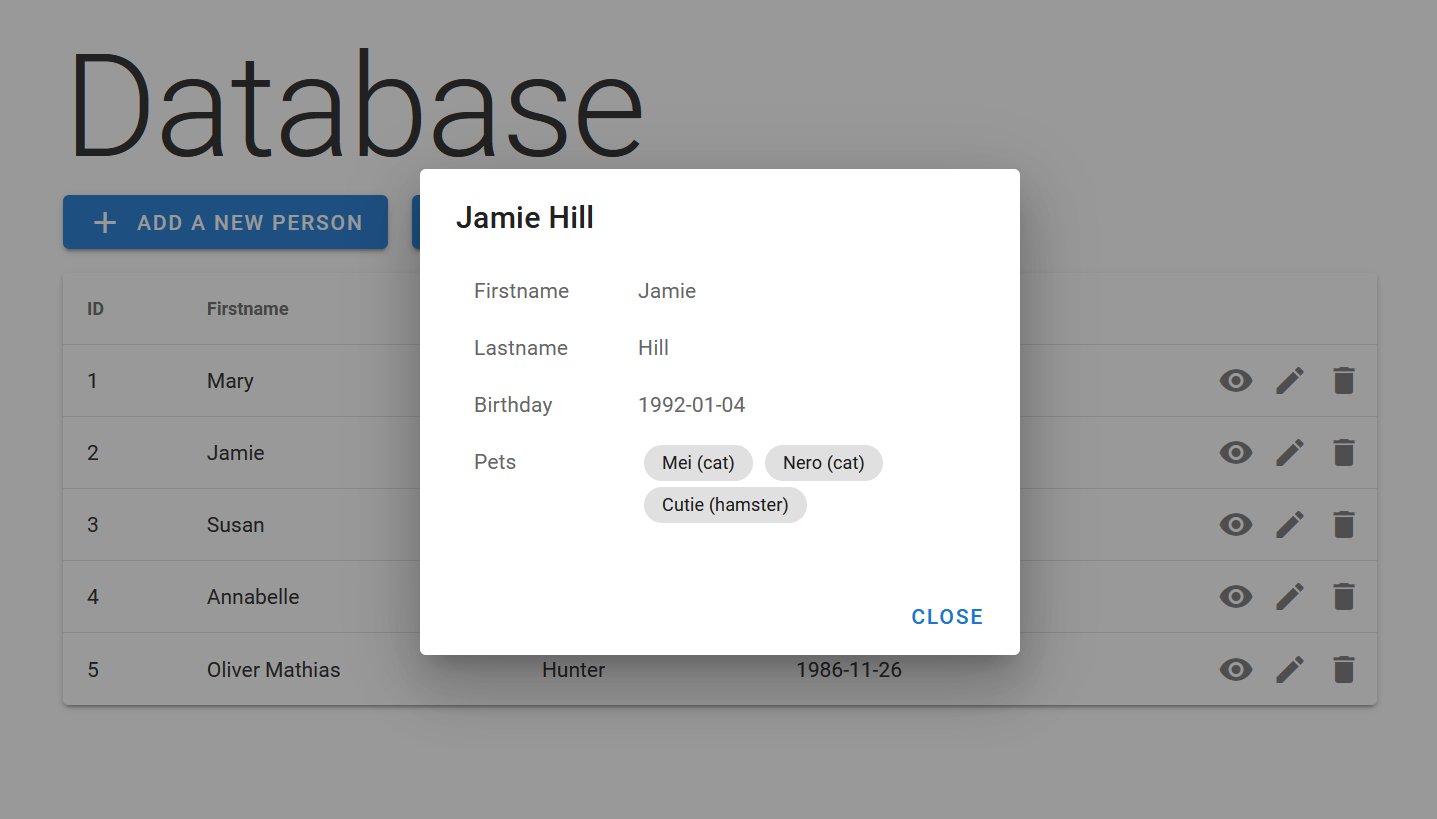 Database
ADD A NEW PERSON
Jamie Hill
Firstname Jamie
Lastname Hill
Birthday 1992-01-04
Pets Mei (cat) Nero (cat)
Cutie (hamster)
CLOSE
ID Firstname
1 Mary
2 Jamie
3 Susan
4 Annabelle
5 Oliver Mathias Hunter 1986-11-26